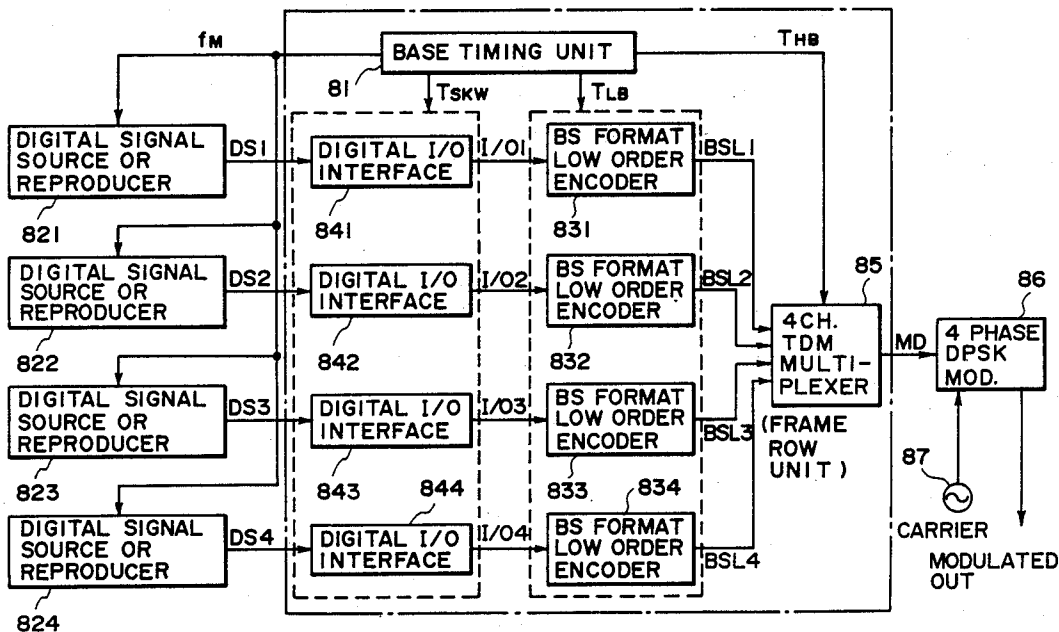 fM
BASE TIMING UNIT
THB
81
TSKW
TLB
DIGITAL SIGNAL
SOURCE OR
REPRODUCER
DS1
DIGITAL I/O
INTERFACE
I/O1
BS FORMAT
LOW ORDER
ENCODER
BSL1
821
841
831
DIGITAL SIGNAL
SOURCE OR
REPRODUCER
DS2
DIGITAL I/O
INTERFACE
I/O2
BS FORMAT
LOW ORDER
ENCODER
BSL2
822
842
832
85
4CH.
TDM
MULTI-
PLEXER
(FRAME
ROW
UNIT)
MD
86
4 PHASE
DPSK
MOD.
DIGITAL SIGNAL
SOURCE OR
REPRODUCER
DS3
DIGITAL I/O
INTERFACE
I/O3
BS FORMAT
LOW ORDER
ENCODER
BSL3
823
843
833
87
CARRIER
MODULATED
OUT
844
834
DIGITAL SIGNAL
SOURCE OR
REPRODUCER
DS4
DIGITAL I/O
INTERFACE
I/O4
BS FORMAT
LOW ORDER
ENCODER
BSL4
824